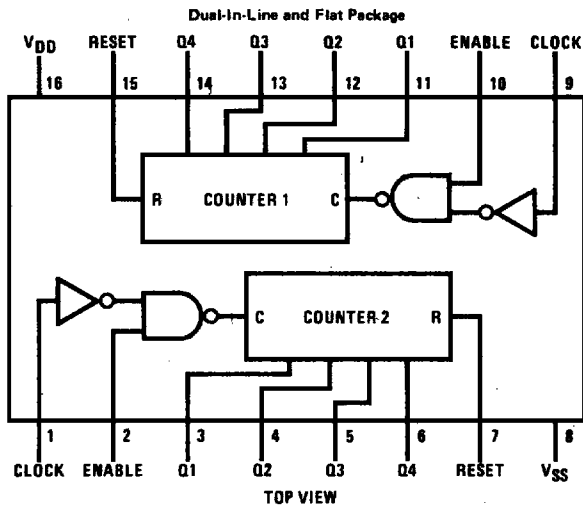 Dual-In-Line and Flat Package
VDD RESET Q4 Q3 Q2 Q1 ENABLE CLOCK
16 15 14 13 12 11 10 9
R COUNTER 1 C
C COUNTER 2 R
1 2 3 4 5 6 7 8
CLOCK ENABLE Q1 Q2 Q3 Q4 RESET VSS
TOP VIEW